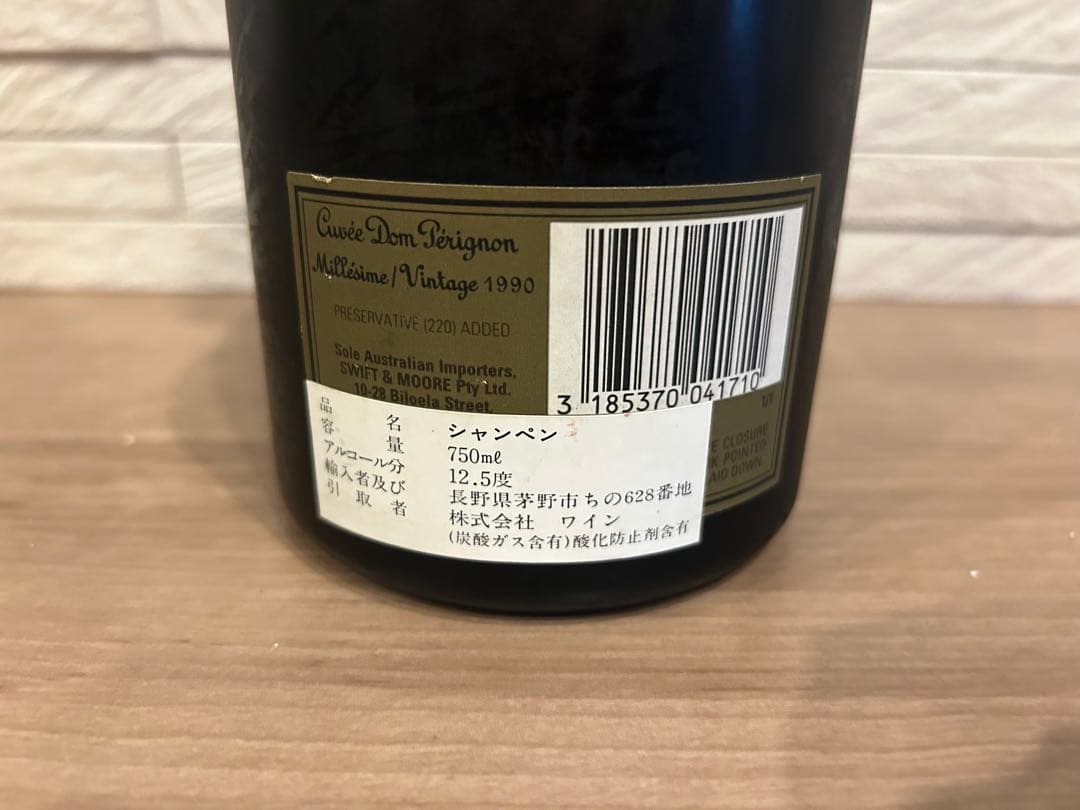 Cuvée Dom Pérignon
Millésime/Vintage 1990
PRESERVATIVE (220) ADDED
Sole Australian Importers,
SWIFT & MOORE Pty Ltd.
10-28 Biloela Street,
3 185370 041710
1/1
E CLOSURE
K POINTED
AID DOWN.
品名 シャンペン
容量 750mℓ
アルコール分 12.5度
輸入者及び 長野県茅野市ちの628番地
引取者 株式会社 ワイン
(炭酸ガス含有)酸化防止剤含有